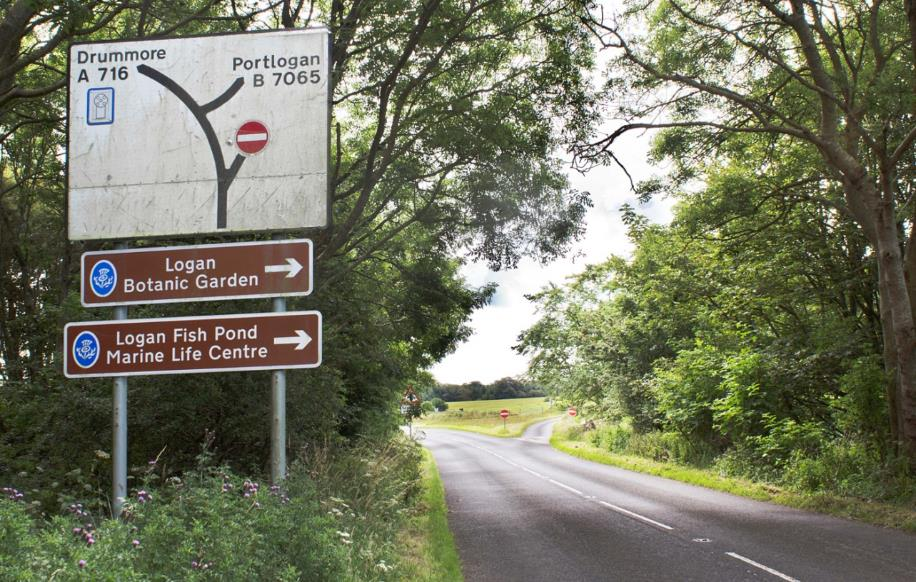 Drummore
A 716
Portlogan
B 7065
Logan
Botanic Garden
Logan Fish Pond
Marine Life Centre